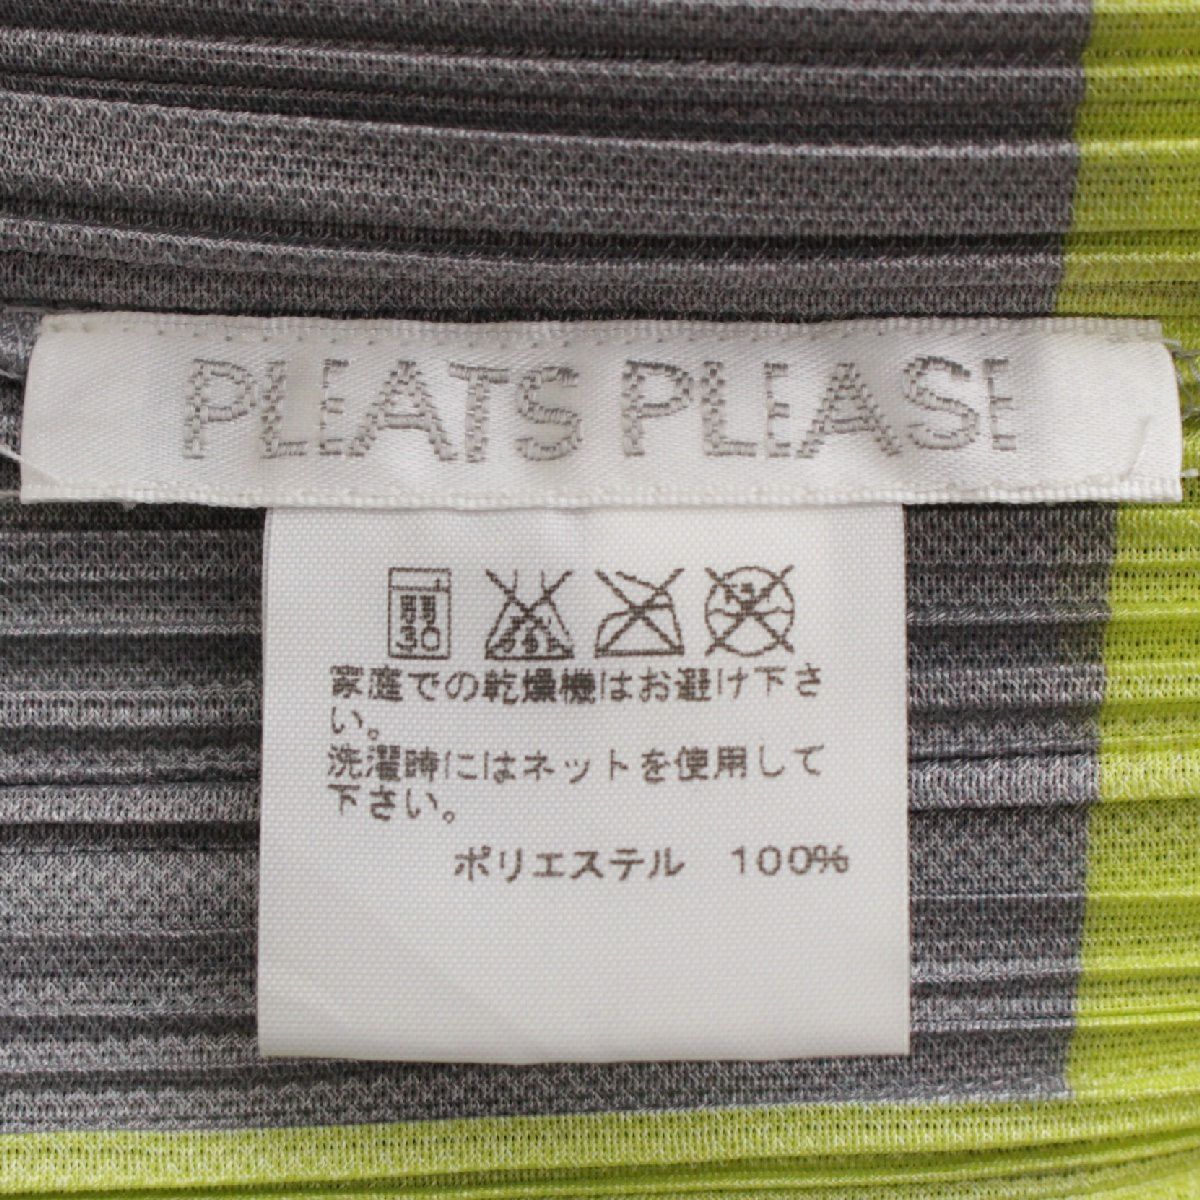 PLEATS PLEASE
弱
30
家庭での乾燥機はお避け下さ
い。
洗濯時にはネットを使用して
下さい。
ポリエステル 100%